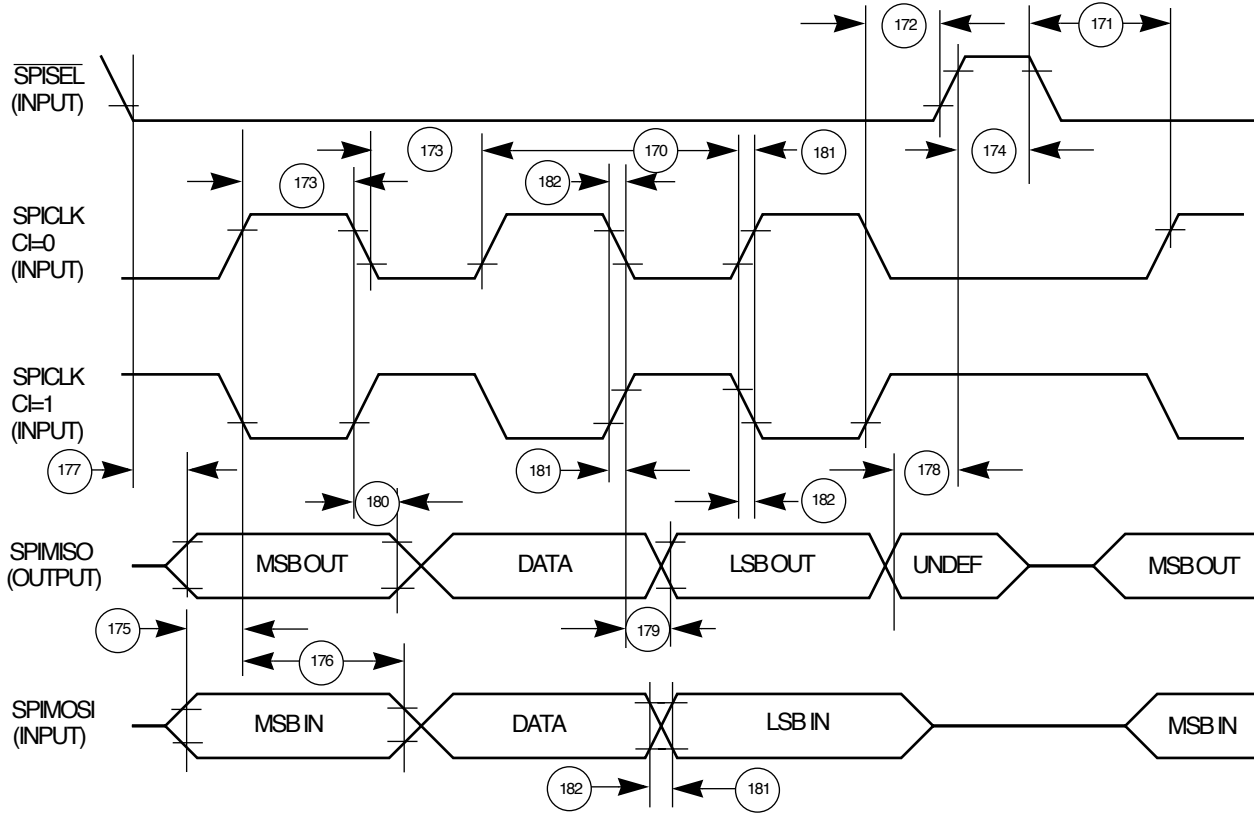 172
171
SPISEL
(INPUT)
173
170
181
174
173
182
SPICLK
CI=0
(INPUT)
SPICLK
CI=1
(INPUT)
177
181
178
180
182
SPIMISO
(OUTPUT)
MSB OUT
DATA
LSB OUT
UNDEF
MSB OUT
175
179
176
SPIMOSI
(INPUT)
MSB IN
DATA
LSB IN
MSB IN
182
181